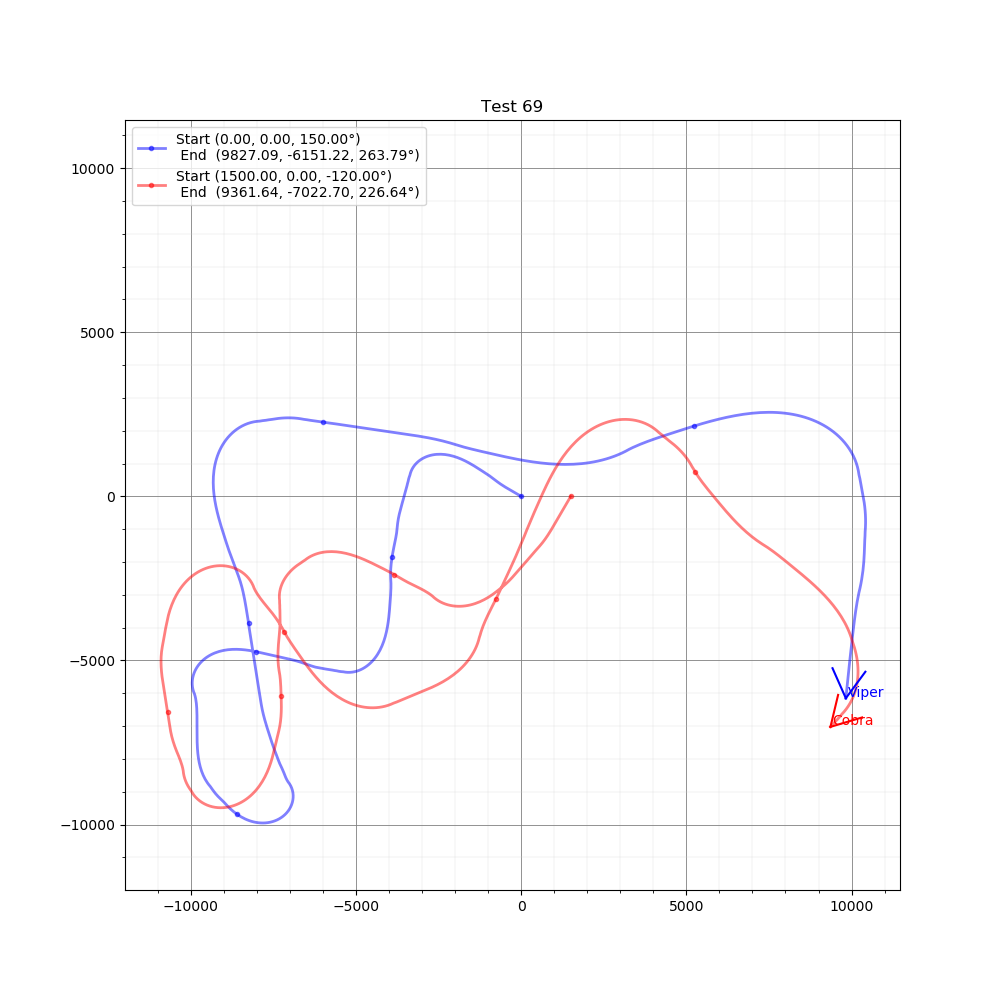 Test 69
Start (0.00, 0.00, 150.00°)
End  (9827.09, -6151.22, 263.79°)
Start (1500.00, 0.00, -120.00°)
End  (9361.64, -7022.70, 226.64°)
10000
5000
0
−5000
−10000
Viper
Cobra
−10000 −5000 0 5000 10000